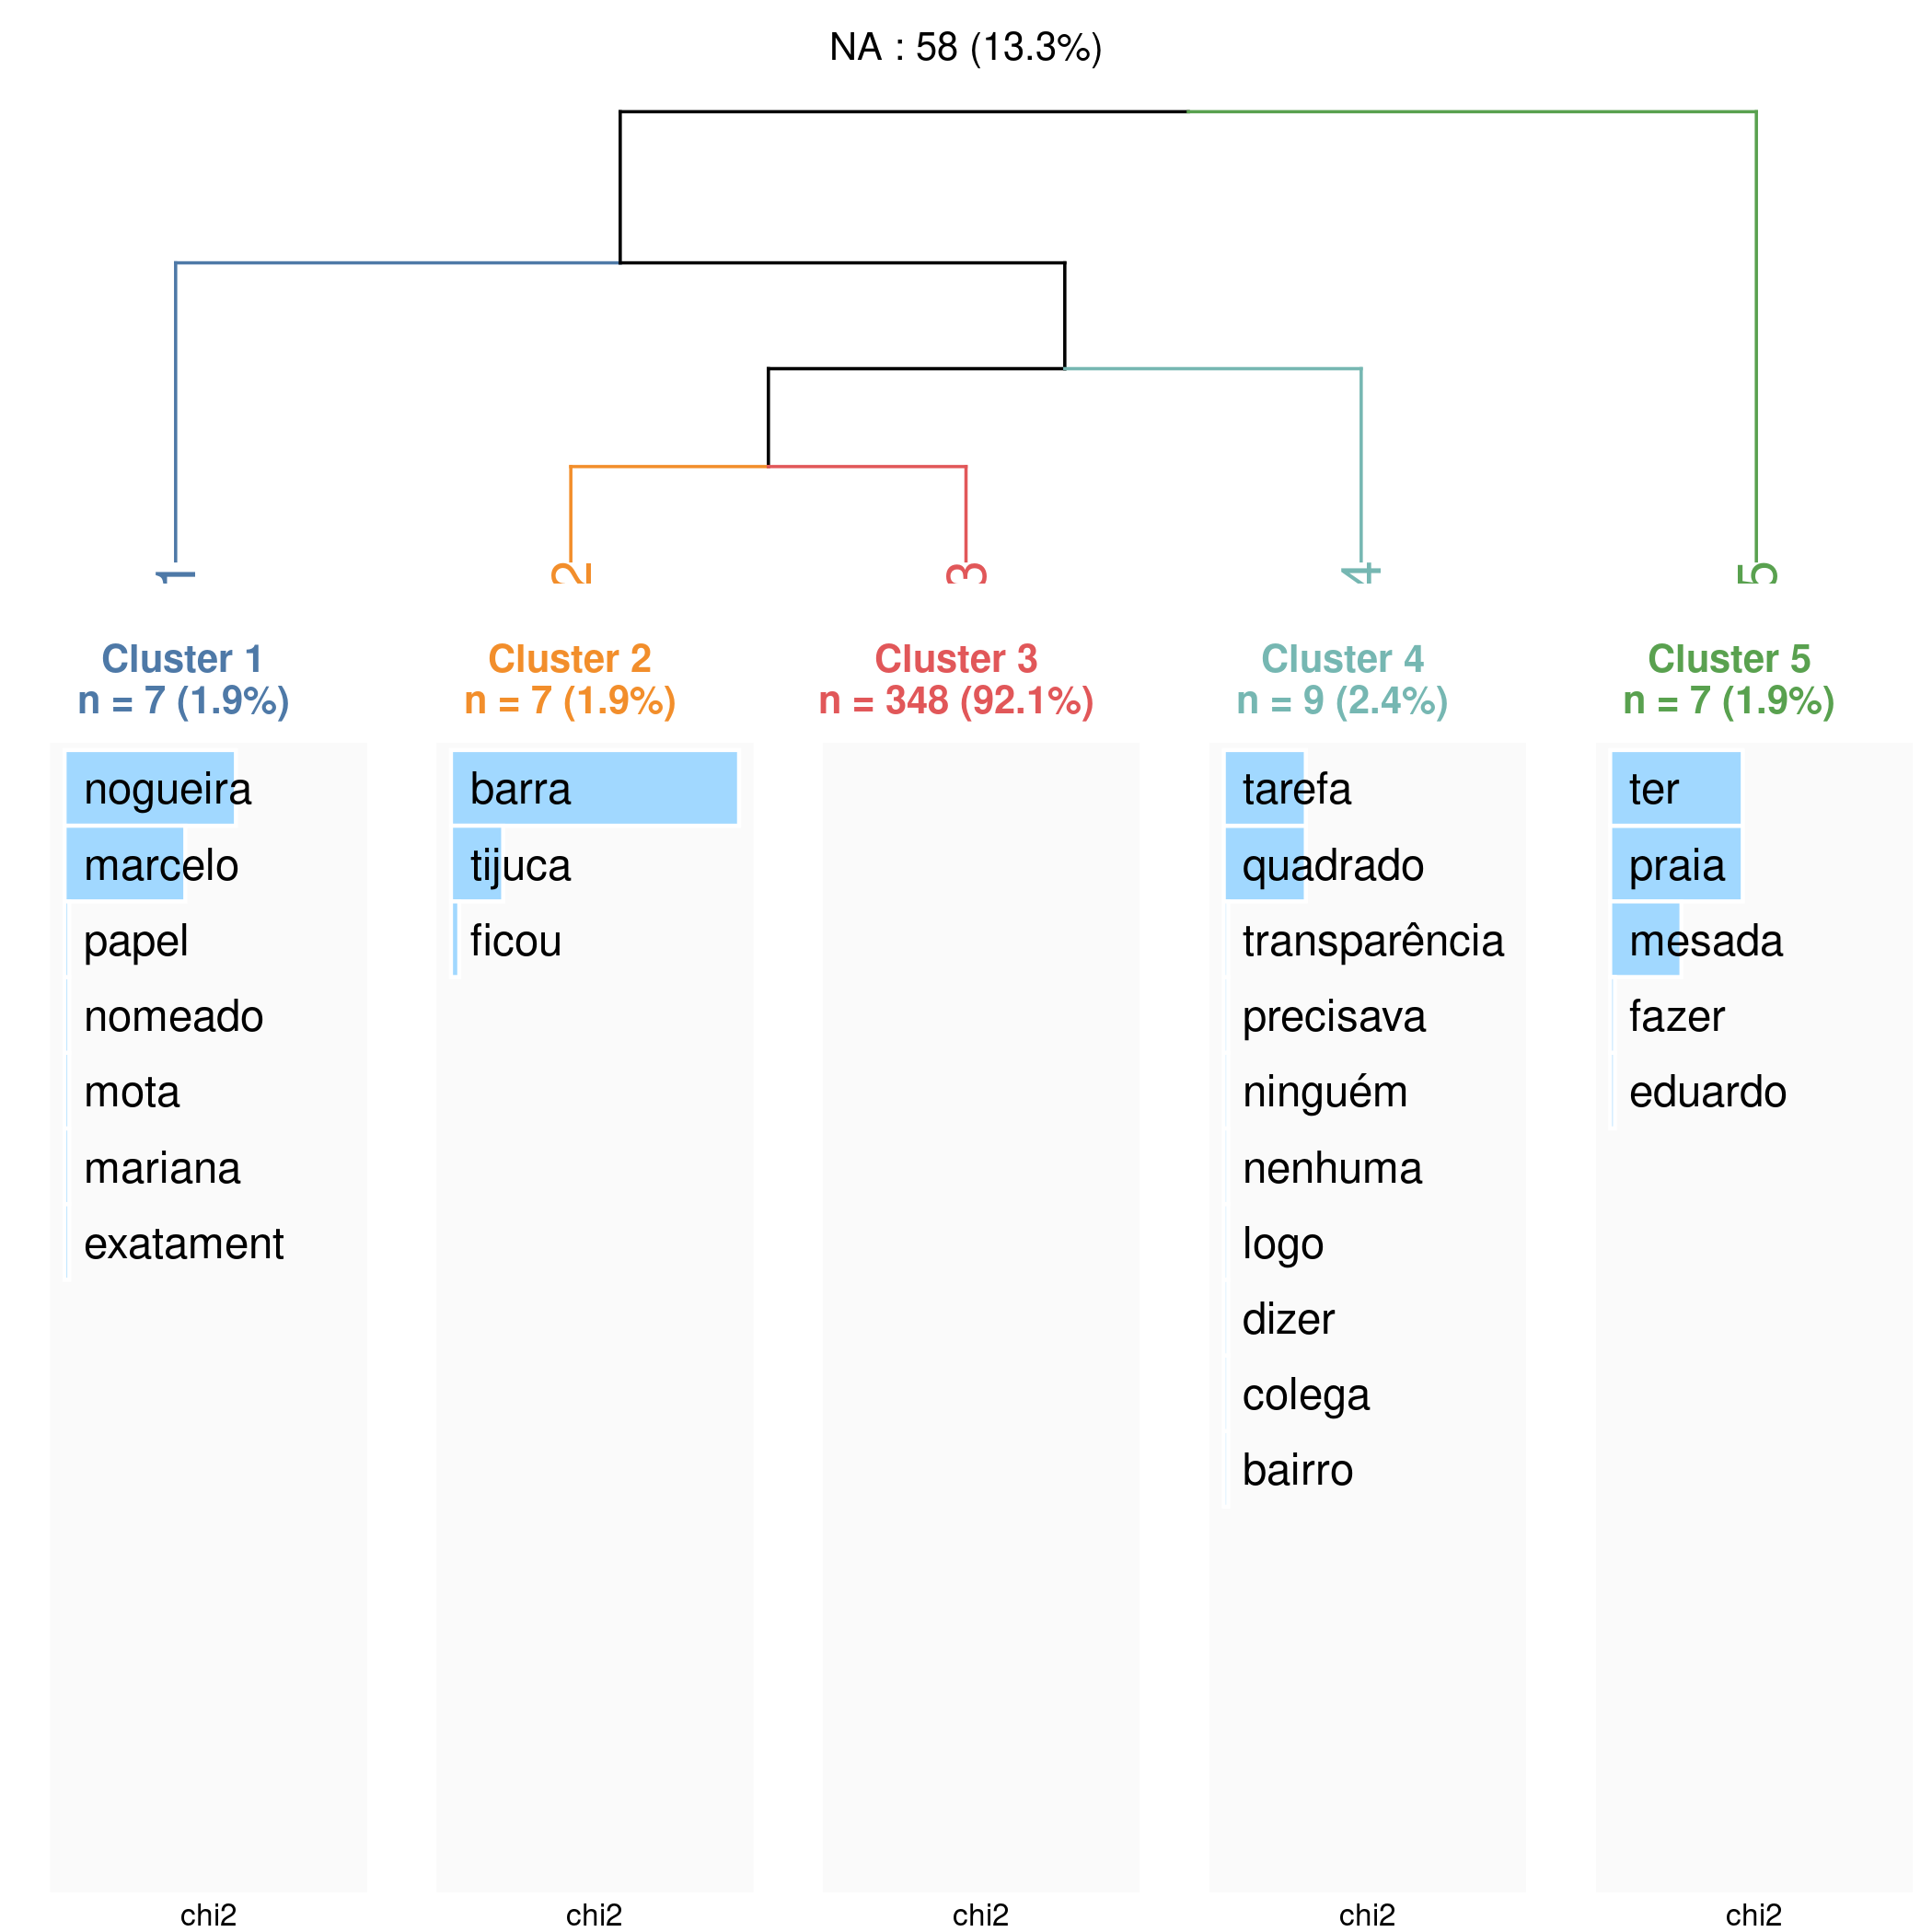 NA : 58 (13.3%)
1
2
3
4
5
Cluster 1
n = 7 (1.9%)
Cluster 2
n = 7 (1.9%)
Cluster 3
n = 348 (92.1%)
Cluster 4
n = 9 (2.4%)
Cluster 5
n = 7 (1.9%)
nogueira
marcelo
papel
nomeado
mota
mariana
exatament
chi2
barra
tijuca
ficou
chi2
chi2
tarefa
quadrado
transparência
precisava
ninguém
nenhuma
logo
dizer
colega
bairro
chi2
ter
praia
mesada
fazer
eduardo
chi2